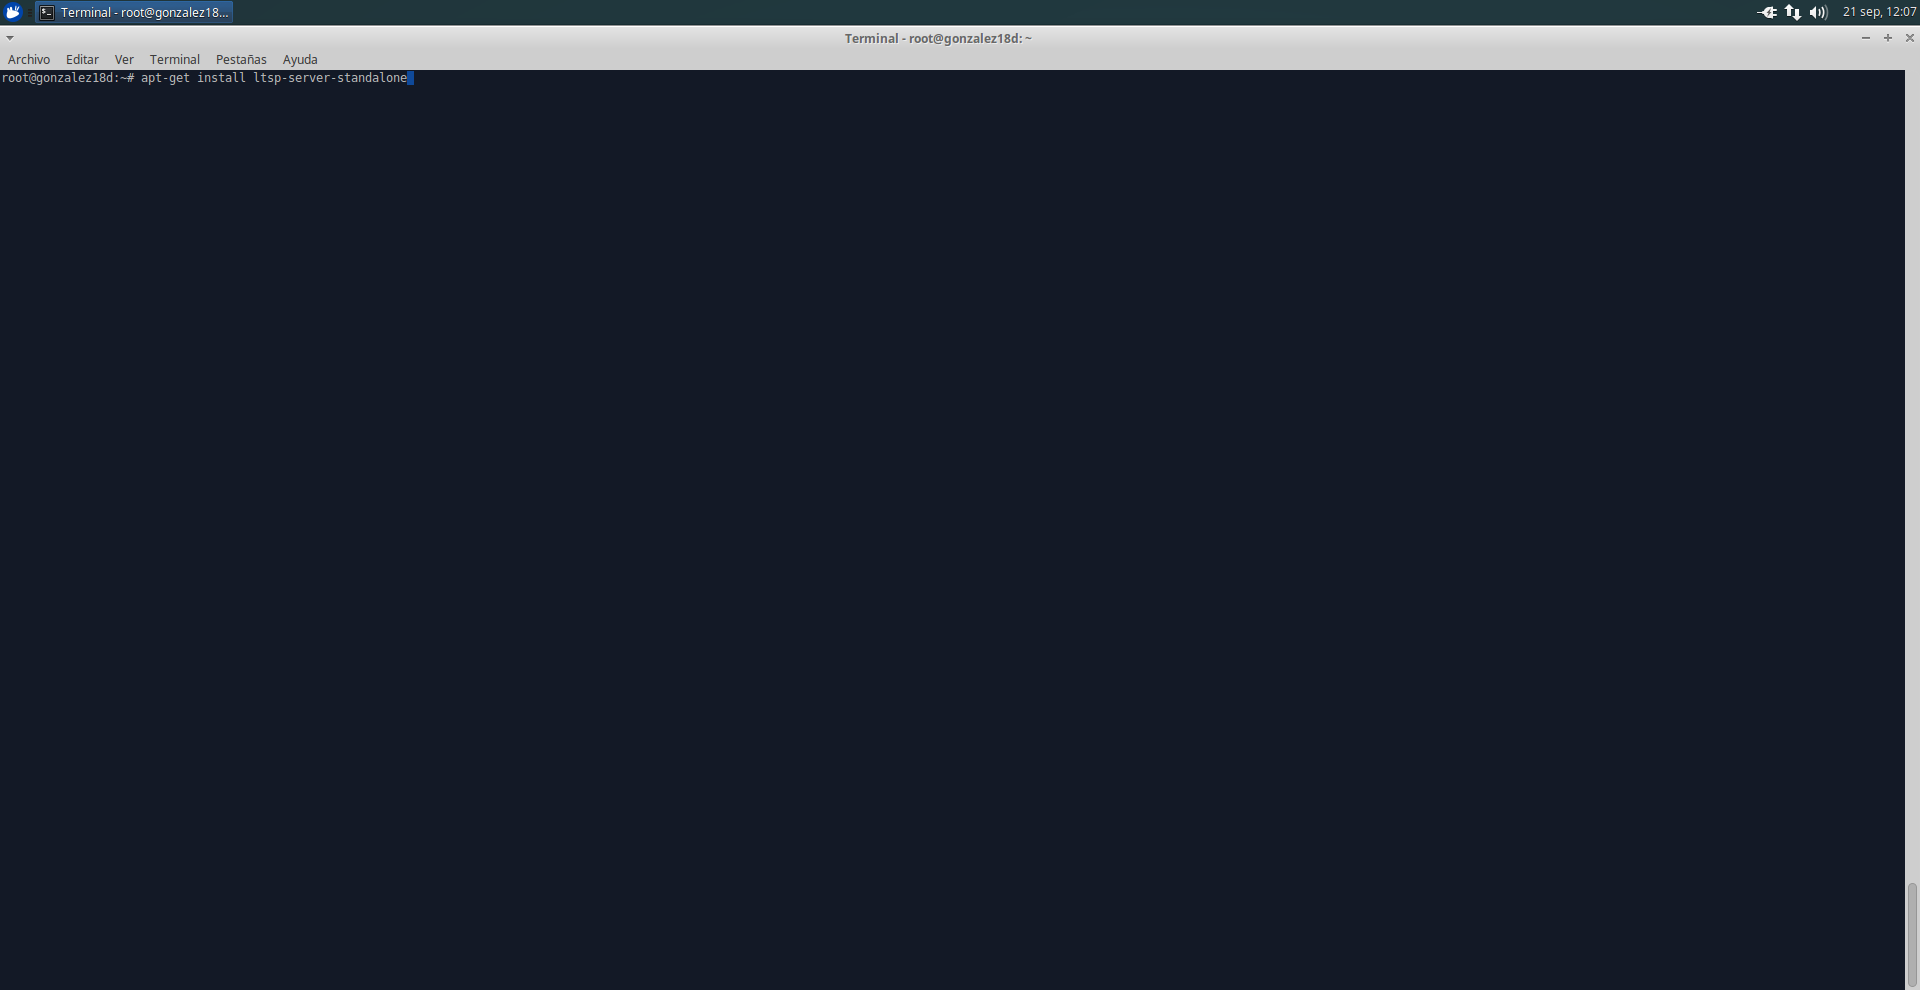 Terminal - root@gonzalez18...
21 sep, 12:07
Terminal - root@gonzalez18d: ~
Archivo Editar Ver Terminal Pestañas Ayuda
root@gonzalez18d:~# apt-get install ltsp-server-standalone